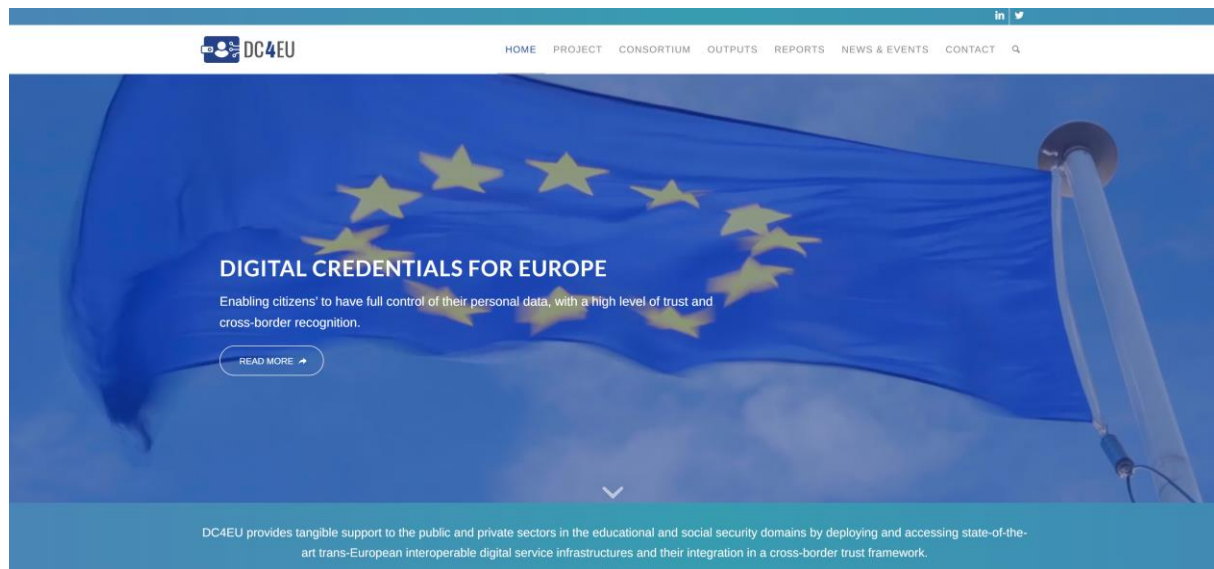 in
DC4EU
HOME PROJECT CONSORTIUM OUTPUTS REPORTS NEWS & EVENTS CONTACT
DIGITAL CREDENTIALS FOR EUROPE
Enabling citizens' to have full control of their personal data, with a high level of trust and
cross-border recognition.
READ MORE
DC4EU provides tangible support to the public and private sectors in the educational and social security domains by deploying and accessing state-of-the-
art trans-European interoperable digital service infrastructures and their integration in a cross-border trust framework.